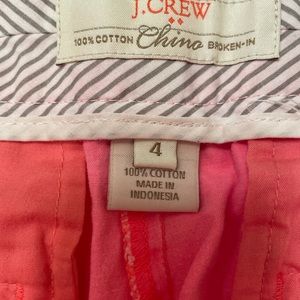 J.CREW
100% COTTON Chino BROKEN-IN
4
100% COTTON
MADE IN
INDONESIA